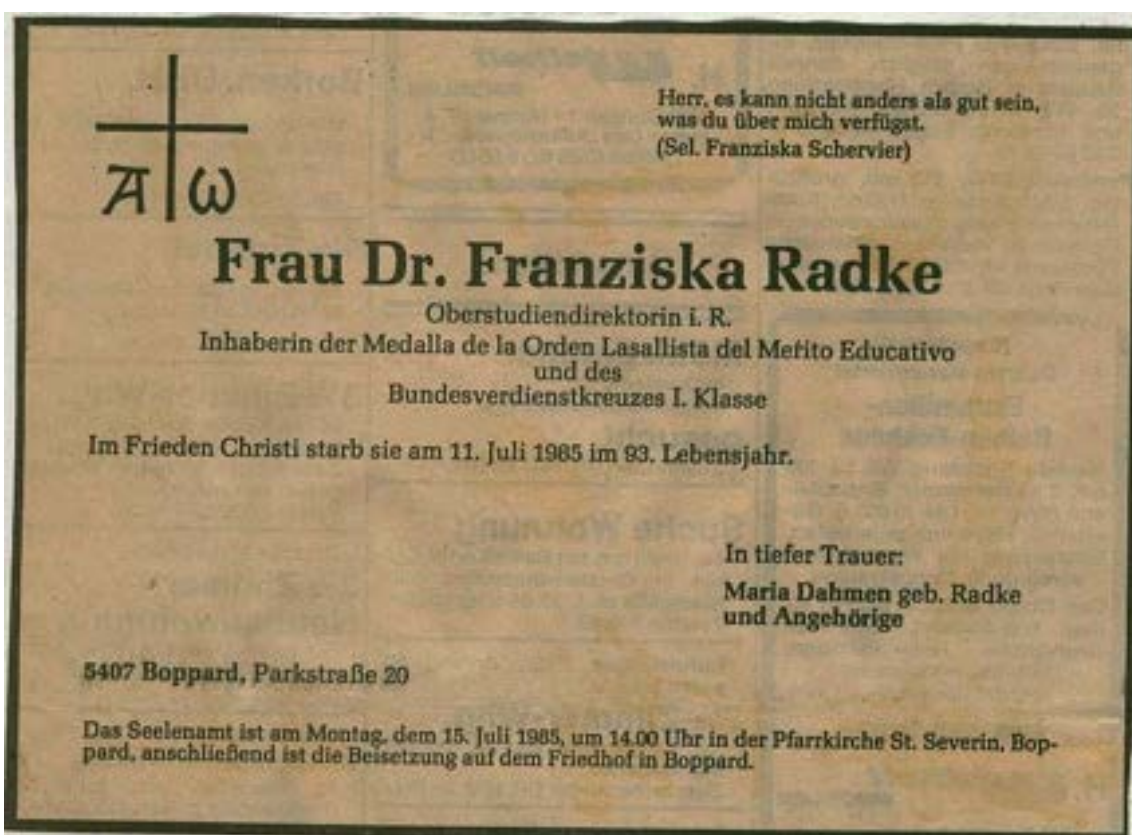 Herr, es kann nicht anders als gut sein,
was du über mich verfügst.
(Sel. Franziska Schervier)
A ω
Frau Dr. Franziska Radke
Oberstudiendirektorin i. R.
Inhaberin der Medalla de la Orden Lasallista del Merito Educativo
und des
Bundesverdienstkreuzes I. Klasse
Im Frieden Christi starb sie am 11. Juli 1985 im 93. Lebensjahr.
In tiefer Trauer:
Maria Dahmen geb. Radke
und Angehörige
5407 Boppard, Parkstraße 20
Das Seelenamt ist am Montag, dem 15. Juli 1985, um 14.00 Uhr in der Pfarrkirche St. Severin, Bop-
pard, anschließend ist die Beisetzung auf dem Friedhof in Boppard.